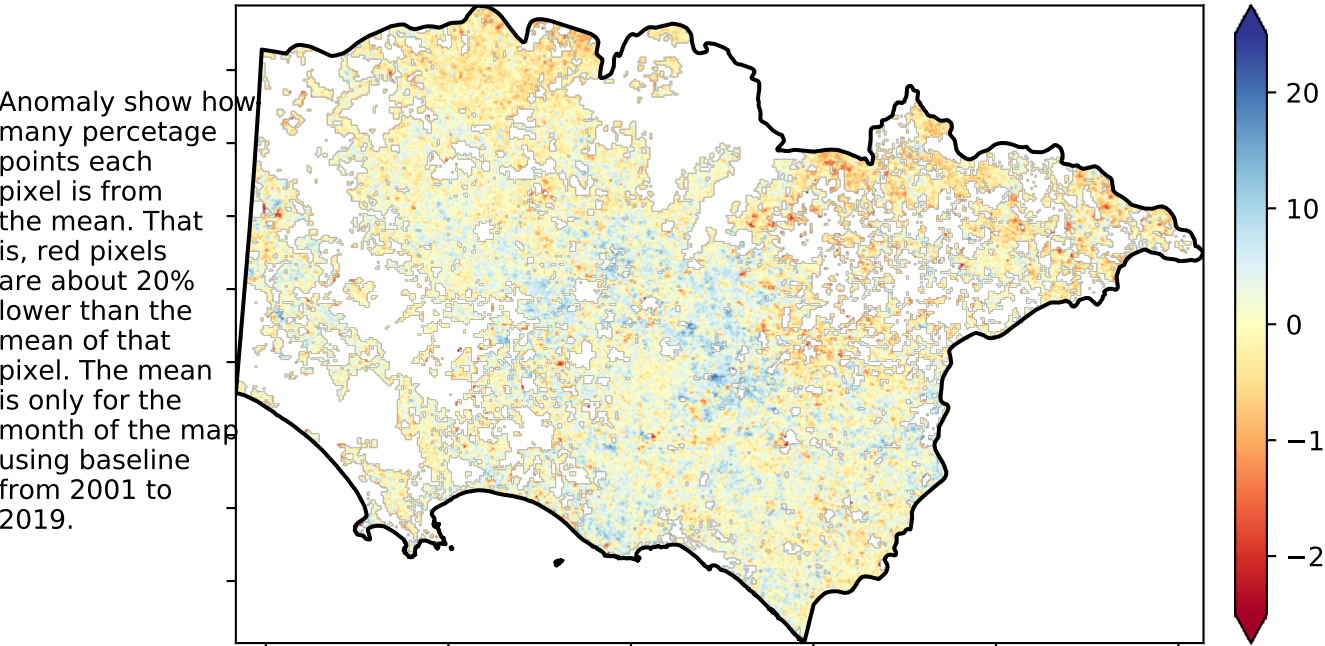 Anomaly show how
many percetage
points each
pixel is from
the mean. That
is, red pixels
are about 20%
lower than the
mean of that
pixel. The mean
is only for the
month of the map
using baseline
from 2001 to
2019.
20
10
0
−1
−2